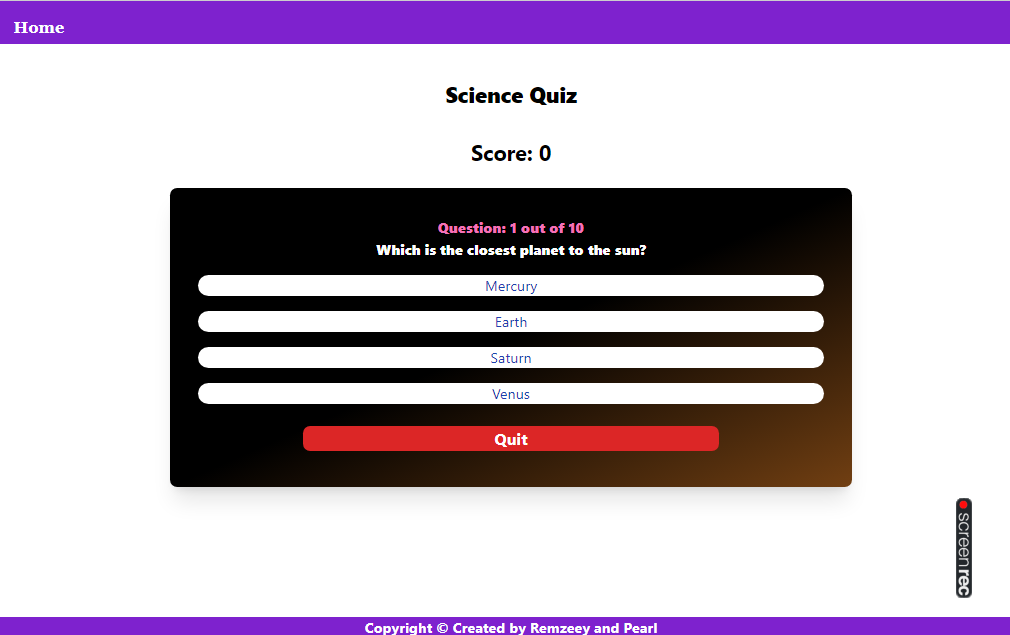 Home
Science Quiz
Score: 0
Question: 1 out of 10
Which is the closest planet to the sun?
Mercury
Earth
Saturn
Venus
Quit
screenrec
Copyright © Created by Remzeey and Pearl